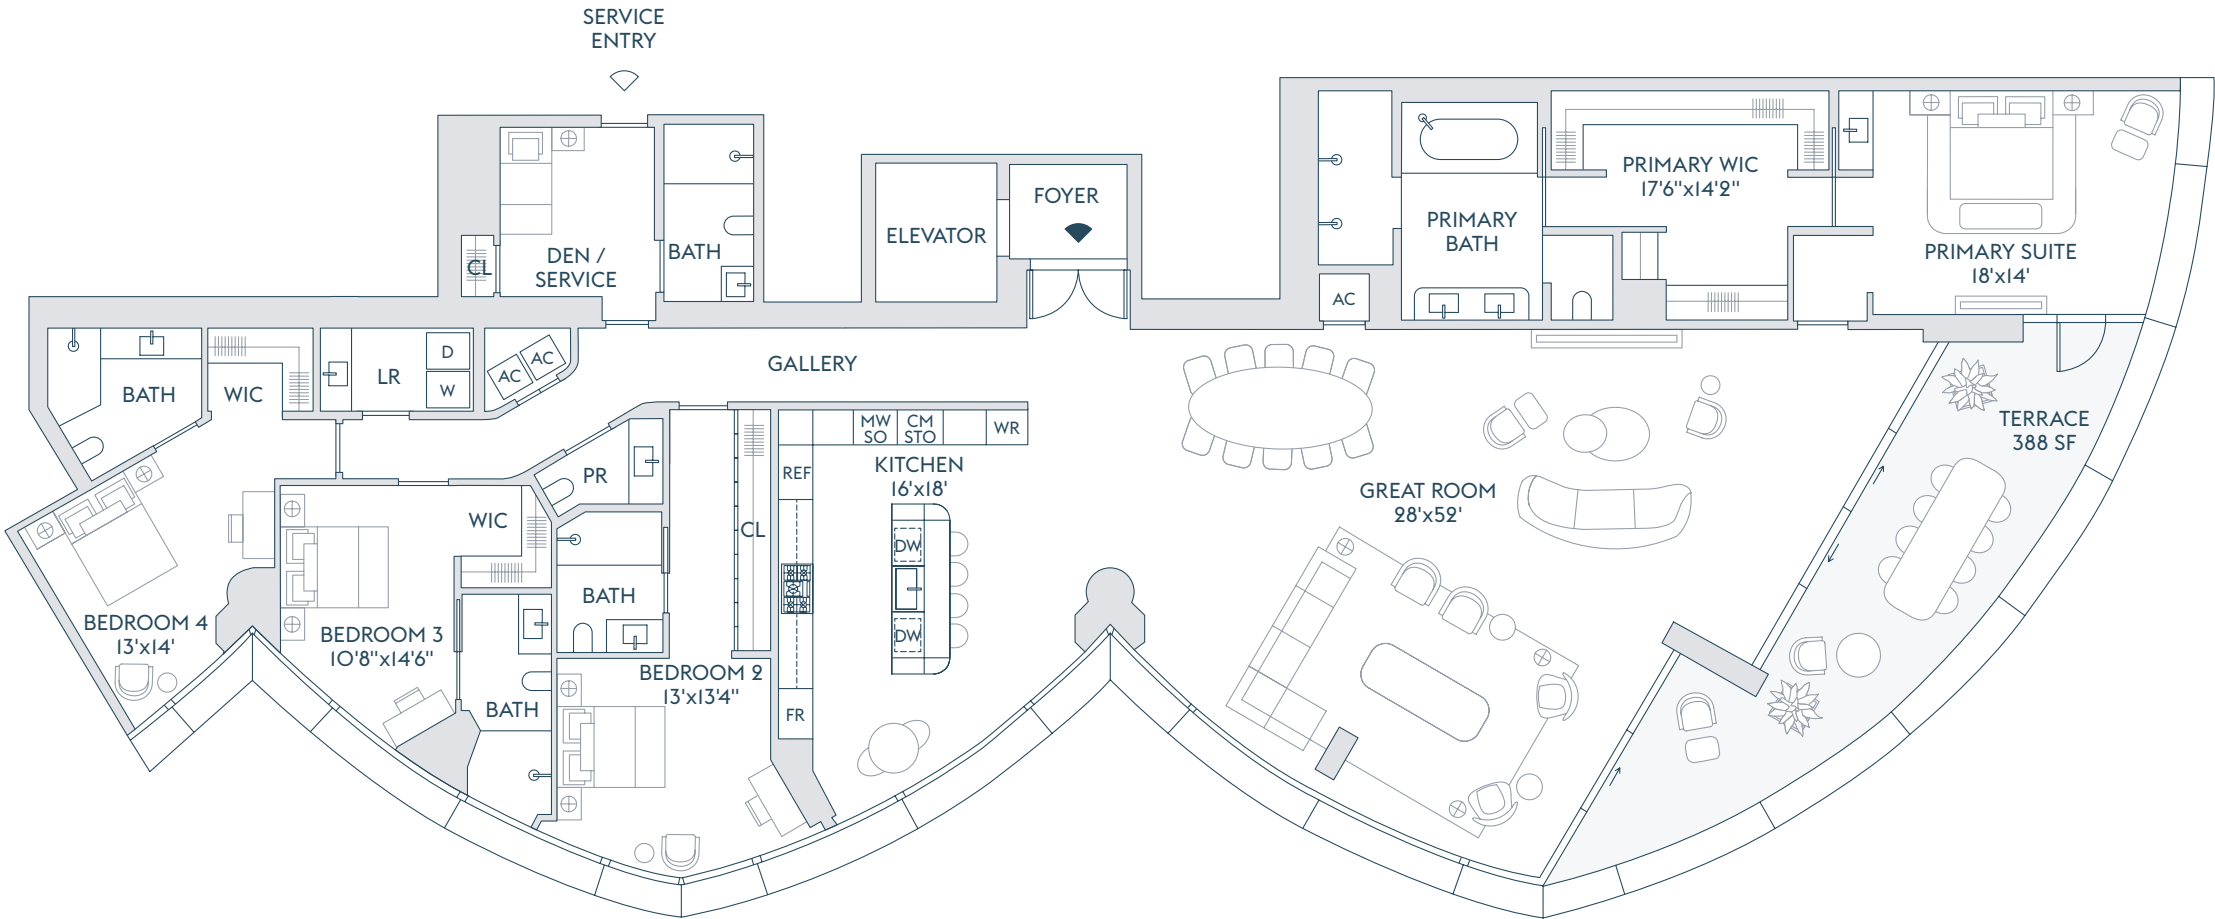 SERVICE
ENTRY
DEN /
SERVICE
CL
BATH
ELEVATOR
FOYER
PRIMARY
BATH
PRIMARY WIC
17'6"x14'2"
PRIMARY SUITE
18'x14'
AC
BATH
WIC
LR
D
W
AC
AC
GALLERY
MW
SO
CM
STO
WR
KITCHEN
16'x18'
REF
DW
DW
FR
PR
CL
WIC
BATH
BEDROOM 4
13'x14'
BEDROOM 3
10'8"x14'6"
BATH
BEDROOM 2
13'x13'4"
GREAT ROOM
28'x52'
TERRACE
388 SF